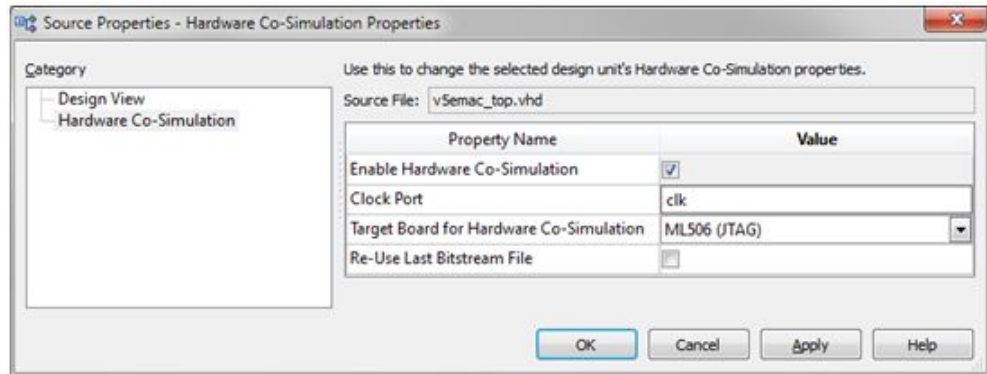 Source Properties - Hardware Co-Simulation Properties
Category
Design View
Hardware Co-Simulation
Use this to change the selected design unit's Hardware Co-Simulation properties.
Source File: v5emac_top.vhd
Property Name Value
Enable Hardware Co-Simulation
Clock Port clk
Target Board for Hardware Co-Simulation ML506 (JTAG)
Re-Use Last Bitstream File
OK Cancel Apply Help